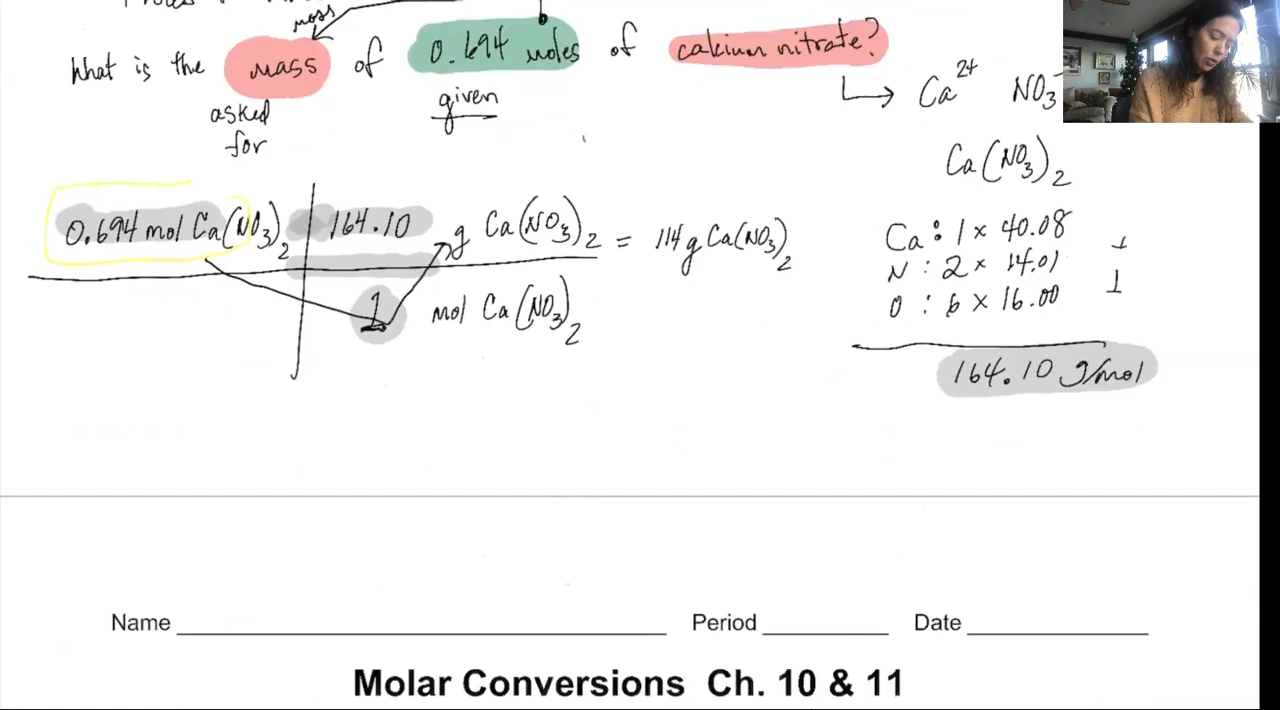 mass
What is the mass of 0.694 moles of calcium nitrate?
asked for
given
Ca²⁺ NO₃⁻
Ca(NO₃)₂
0.694 mol Ca(NO₃)₂ 164.10 g Ca(NO₃)₂ = 114 g Ca(NO₃)₂
1 mol Ca(NO₃)₂
Ca : 1 × 40.08 +
N : 2 × 14.01
O : 6 × 16.00
164.10 g/mol
Name Period Date
Molar Conversions Ch. 10 & 11